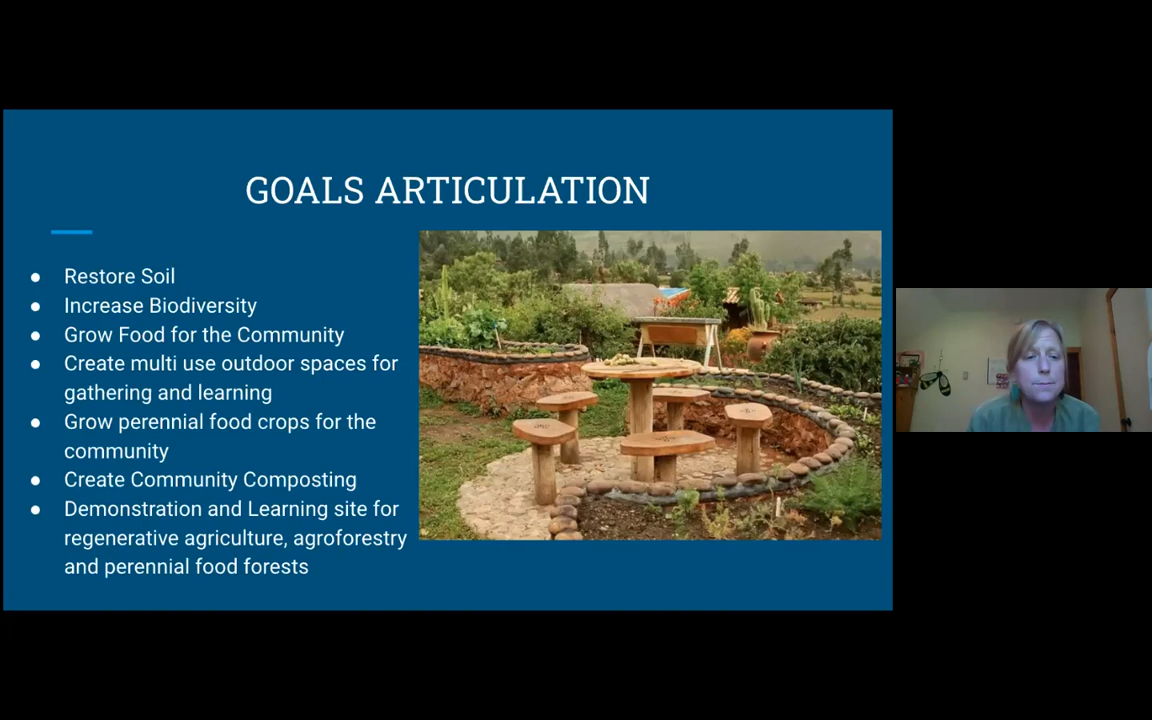 GOALS ARTICULATION
● Restore Soil
● Increase Biodiversity
● Grow Food for the Community
● Create multi use outdoor spaces for
gathering and learning
● Grow perennial food crops for the
community
● Create Community Composting
● Demonstration and Learning site for
regenerative agriculture, agroforestry
and perennial food forests